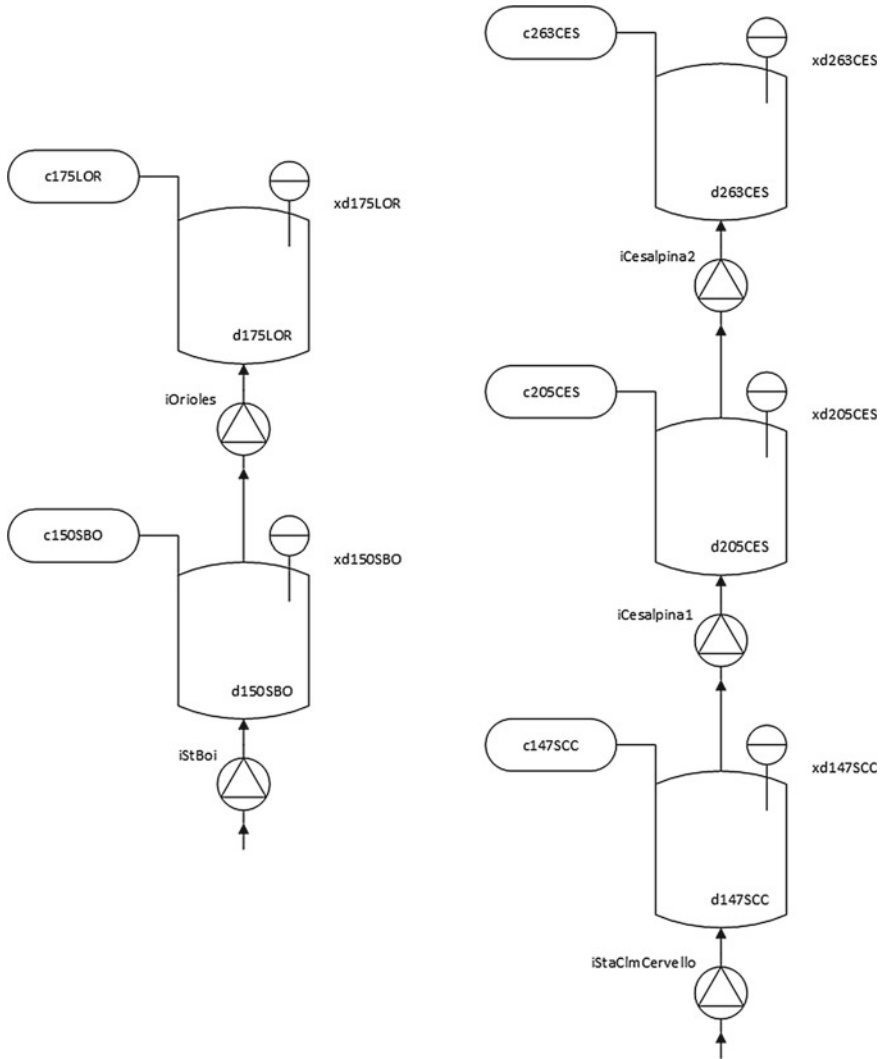 c175LOR
xd175LOR
d175LOR
iOrioles
c150SBO
xd150SBO
d150SBO
iStBoi
c263CES
xd263CES
d263CES
iCesalpina2
c205CES
xd205CES
d205CES
iCesalpina1
c147SCC
xd147SCC
d147SCC
iStaClmCervello